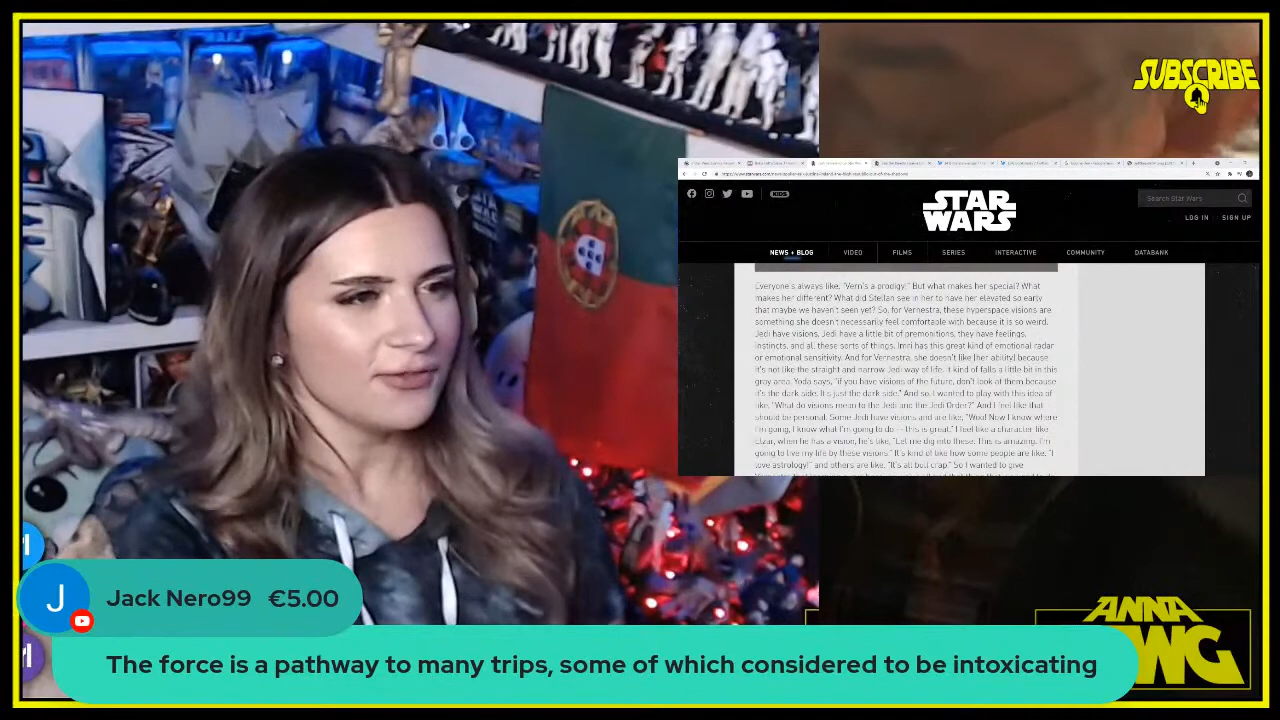 SUBSCRIBE
STAR
WARS
KIDS
Search Star Wars
LOG IN
SIGN UP
NEWS + BLOG
VIDEO
FILMS
SERIES
INTERACTIVE
COMMUNITY
DATABANK
Everyone's always like, "Vern's a prodigy!" But what makes her special? What
makes her different? What did Stellan see in her to have her elevated so early
that maybe we haven't seen yet? So, for Vernestra, these hyperspace visions are
something she doesn't necessarily feel comfortable with because it is so weird.
Jedi have visions, Jedi have a little bit of premonitions, they have feelings,
instincts, and all these sorts of things. Imri has this great kind of emotional radar
or emotional sensitivity. And for Vernestra, she doesn't like [her ability] because
it's not like the straight and narrow Jedi way of life. It kind of falls a little bit in this
gray area. Yoda says, "If you have visions of the future, don't look at them because
it's the dark side. It's just the dark side." And so, I wanted to play with this idea of
like, "What do visions mean to the Jedi and the Jedi Order?" And I feel like that
should be personal. Some Jedi have visions and are like, "Woo! Now I know where
I'm going, I know what I'm going to do — this is great." I feel like a character like
Elzar, when he has a vision, he's like, "Let me dig into these. This is amazing. I'm
going to live my life by these visions." It's kind of like how some people are like, "I
love astrology!" and others are like, "It's all bull crap." So I wanted to give
J
Jack Nero99 €5.00
The force is a pathway to many trips, some of which considered to be intoxicating
ANNA
WG